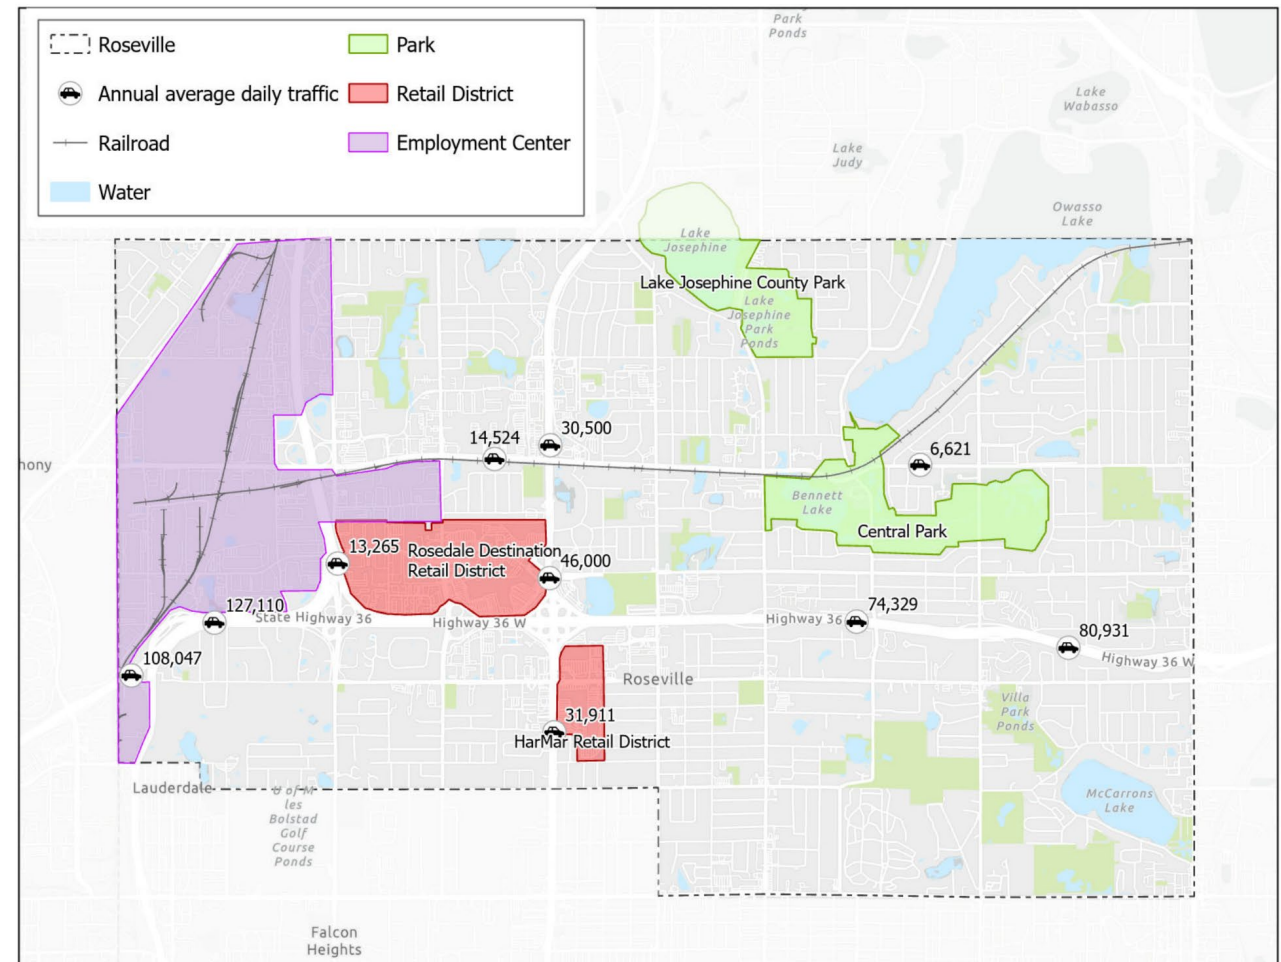 Roseville
Park
Annual average daily traffic
Retail District
Railroad
Employment Center
Water
Park
Ponds
Lake
Wabasso
Lake
Judy
Owasso
Lake
Lake
Josephine
Lake Josephine County Park
Lake
Josephine
Park
Ponds
14,524
30,500
6,621
hony
Bennett
Lake
Central Park
13,265
Rosedale Destination
Retail District
46,000
127,110
State Highway 36
Highway 36 W
Highway 36
74,329
80,931
Highway 36 W
108,047
Roseville
31,911
HarMar Retail District
Villa
Park
Ponds
Lauderdale
U of M
les
Bolstad
Golf
Course
Ponds
McCarrons
Lake
Falcon
Heights